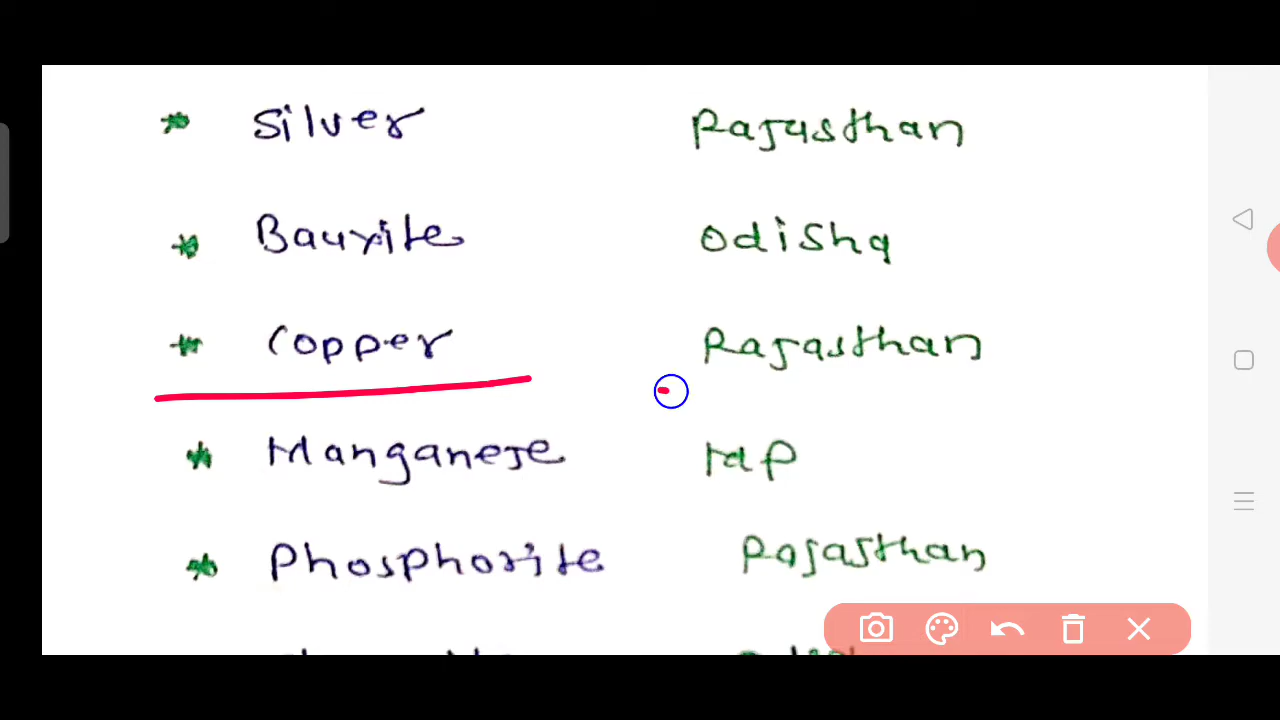 Silver Rajasthan
Bauxite Odisha
Copper Rajasthan
Manganese MP
Phosphorite Rajasthan